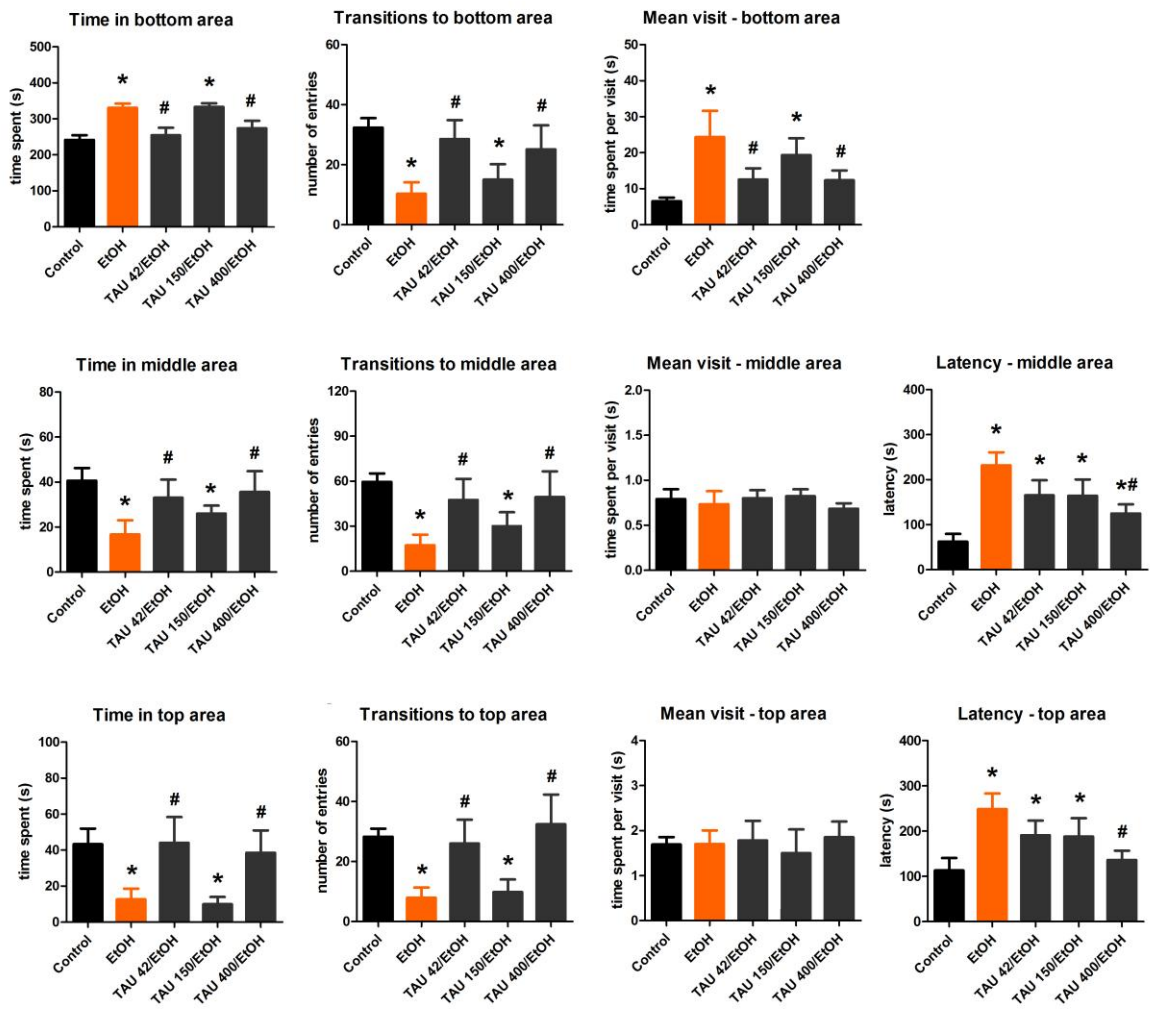 Time in bottom area
time spent (s)
500
400
300
200
100
0
*
#
*
#
Control
EtOH
TAU 42/EtOH
TAU 150/EtOH
TAU 400/EtOH
Transitions to bottom area
number of entries
60
40
20
0
*
#
*
#
Control
EtOH
TAU 42/EtOH
TAU 150/EtOH
TAU 400/EtOH
Mean visit - bottom area
time spent per visit (s)
50
40
30
20
10
0
*
#
*
#
Control
EtOH
TAU 42/EtOH
TAU 150/EtOH
TAU 400/EtOH
Time in middle area
time spent (s)
80
60
40
20
0
*
#
*
#
Control
EtOH
TAU 42/EtOH
TAU 150/EtOH
TAU 400/EtOH
Transitions to middle area
number of entries
120
90
60
30
0
*
#
*
#
Control
EtOH
TAU 42/EtOH
TAU 150/EtOH
TAU 400/EtOH
Mean visit - middle area
time spent per visit (s)
2.0
1.5
1.0
0.5
0.0
Control
EtOH
TAU 42/EtOH
TAU 150/EtOH
TAU 400/EtOH
Latency - middle area
latency (s)
400
300
200
100
0
*
*
*
*#
Control
EtOH
TAU 42/EtOH
TAU 150/EtOH
TAU 400/EtOH
Time in top area
time spent (s)
100
80
60
40
20
0
*
#
*
#
Control
EtOH
TAU 42/EtOH
TAU 150/EtOH
TAU 400/EtOH
Transitions to top area
number of entries
60
40
20
0
*
#
*
#
Control
EtOH
TAU 42/EtOH
TAU 150/EtOH
TAU 400/EtOH
Mean visit - top area
time spent per visit (s)
4
3
2
1
0
Control
EtOH
TAU 42/EtOH
TAU 150/EtOH
TAU 400/EtOH
Latency - top area
latency (s)
400
300
200
100
0
*
*
*
#
Control
EtOH
TAU 42/EtOH
TAU 150/EtOH
TAU 400/EtOH